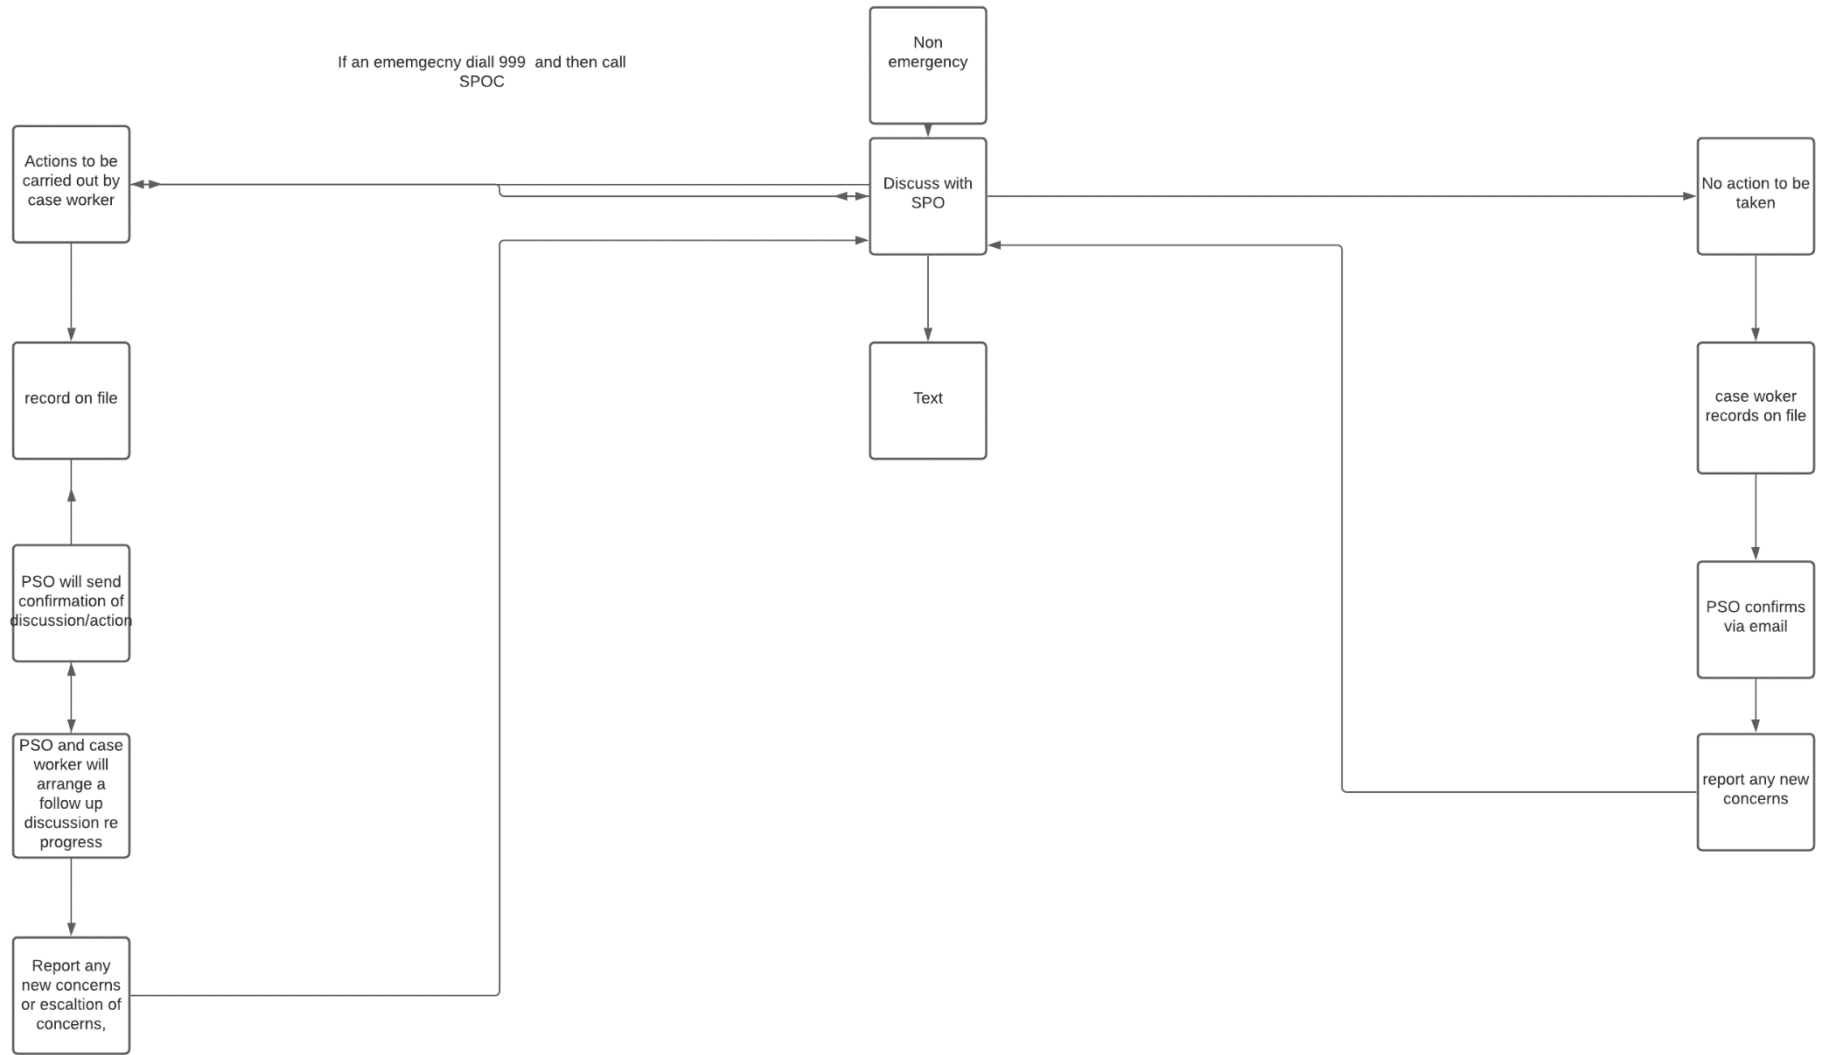 Non
emergency
If an ememgecny diall 999  and then call
SPOC
Actions to be
carried out by
case worker
Discuss with
SPO
No action to be
taken
record on file
Text
case woker
records on file
PSO will send
confirmation of
discussion/action
PSO confirms
via email
PSO and case
worker will
arrange a
follow up
discussion re
progress
report any new
concerns
Report any
new concerns
or escaltion of
concerns,